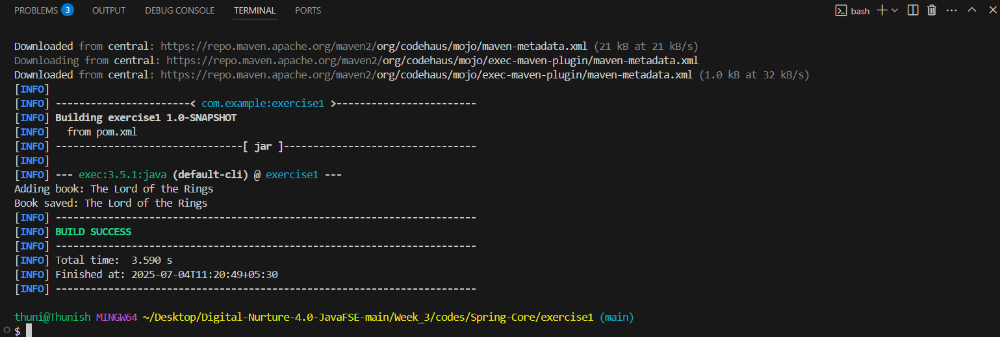 PROBLEMS 3 OUTPUT DEBUG CONSOLE TERMINAL PORTS bash
Downloaded from central: https://repo.maven.apache.org/maven2/org/codehaus/mojo/maven-metadata.xml (21 kB at 21 kB/s)
Downloading from central: https://repo.maven.apache.org/maven2/org/codehaus/mojo/exec-maven-plugin/maven-metadata.xml
Downloaded from central: https://repo.maven.apache.org/maven2/org/codehaus/mojo/exec-maven-plugin/maven-metadata.xml (1.0 kB at 32 kB/s)
[INFO]
[INFO] -----------------------< com.example:exercise1 >------------------------
[INFO] Building exercise1 1.0-SNAPSHOT
[INFO]   from pom.xml
[INFO] --------------------------------[ jar ]---------------------------------
[INFO]
[INFO] --- exec:3.5.1:java (default-cli) @ exercise1 ---
Adding book: The Lord of the Rings
Book saved: The Lord of the Rings
[INFO] ------------------------------------------------------------------------
[INFO] BUILD SUCCESS
[INFO] ------------------------------------------------------------------------
[INFO] Total time:  3.590 s
[INFO] Finished at: 2025-07-04T11:20:49+05:30
[INFO] ------------------------------------------------------------------------
thuni@Thunish MINGW64 ~/Desktop/Digital-Nurture-4.0-JavaFSE-main/Week_3/codes/Spring-Core/exercise1 (main)
$